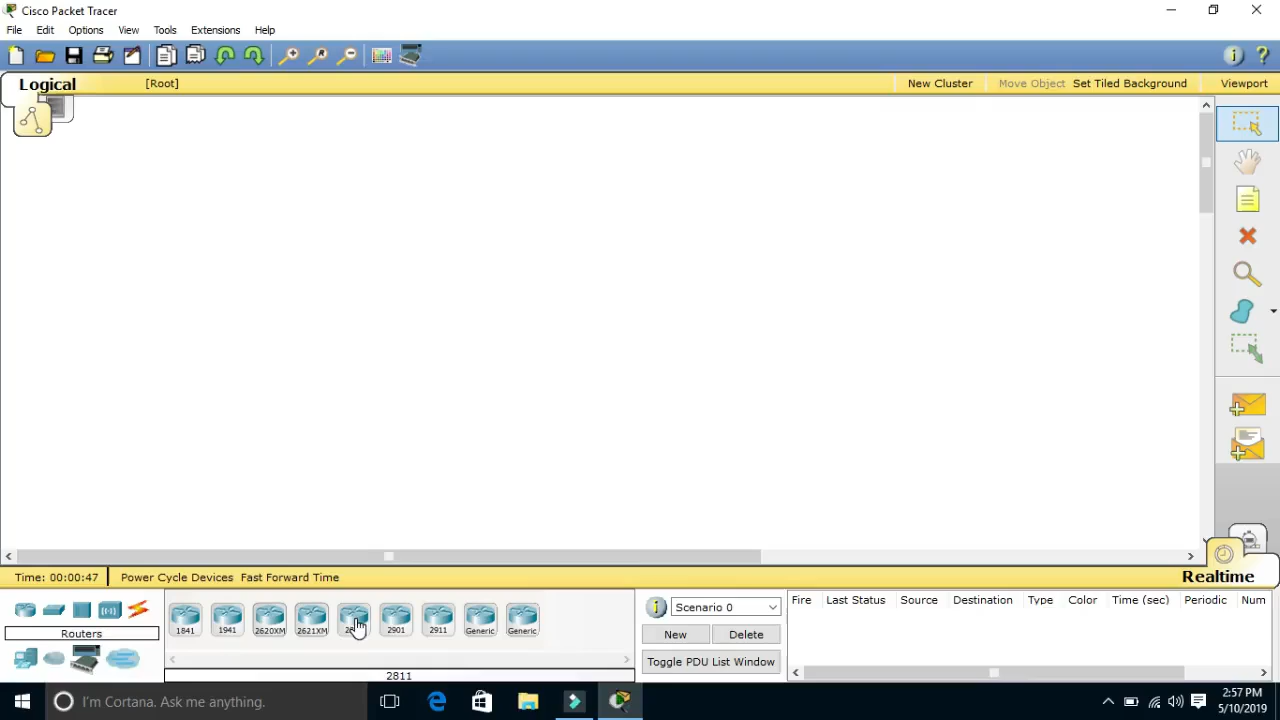 Cisco Packet Tracer
File Edit Options View Tools Extensions Help
Logical [Root] New Cluster Move Object Set Tiled Background Viewport
Time: 00:00:47 Power Cycle Devices Fast Forward Time
Realtime
Routers
1841 1941 2620XM 2621XM 2901 2911 Generic Generic
2811
Scenario 0
New Delete
Toggle PDU List Window
Fire Last Status Source Destination Type Color Time (sec) Periodic Num
I'm Cortana. Ask me anything.
2:57 PM
5/10/2019